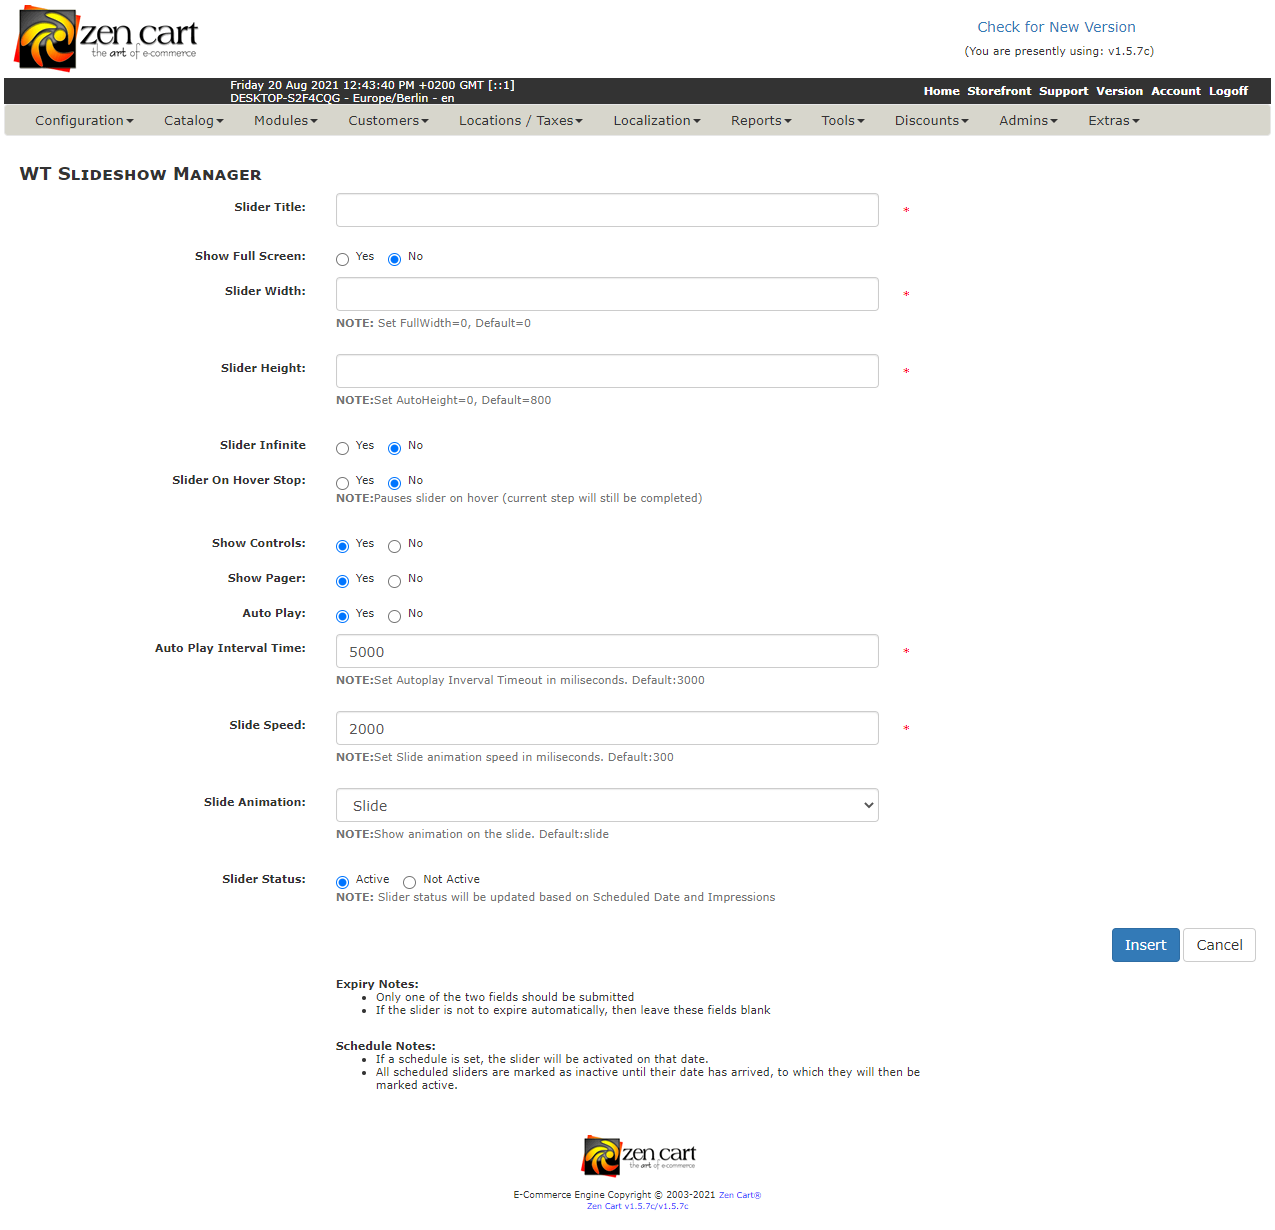 zen cart
the art of e-commerce
Check for New Version
(You are presently using: v1.5.7c)
Friday 20 Aug 2021 12:43:40 PM +0200 GMT [::1]
DESKTOP-S2F4CQG - Europe/Berlin - en
Home Storefront Support Version Account Logoff
Configuration Catalog Modules Customers Locations / Taxes Localization Reports Tools Discounts Admins Extras
WT Slideshow Manager
Slider Title: *
Show Full Screen: Yes No
Slider Width: *
NOTE: Set FullWidth=0, Default=0
Slider Height: *
NOTE:Set AutoHeight=0, Default=800
Slider Infinite Yes No
Slider On Hover Stop: Yes No
NOTE:Pauses slider on hover (current step will still be completed)
Show Controls: Yes No
Show Pager: Yes No
Auto Play: Yes No
Auto Play Interval Time: 5000 *
NOTE:Set Autoplay Inverval Timeout in miliseconds. Default:3000
Slide Speed: 2000 *
NOTE:Set Slide animation speed in miliseconds. Default:300
Slide Animation: Slide
NOTE:Show animation on the slide. Default:slide
Slider Status: Active Not Active
NOTE: Slider status will be updated based on Scheduled Date and Impressions
Insert Cancel
Expiry Notes:
• Only one of the two fields should be submitted
• If the slider is not to expire automatically, then leave these fields blank
Schedule Notes:
• If a schedule is set, the slider will be activated on that date.
• All scheduled sliders are marked as inactive until their date has arrived, to which they will then be
marked active.
zen cart
the art of e-commerce
E-Commerce Engine Copyright © 2003-2021 Zen Cart®
Zen Cart v1.5.7c/v1.5.7c